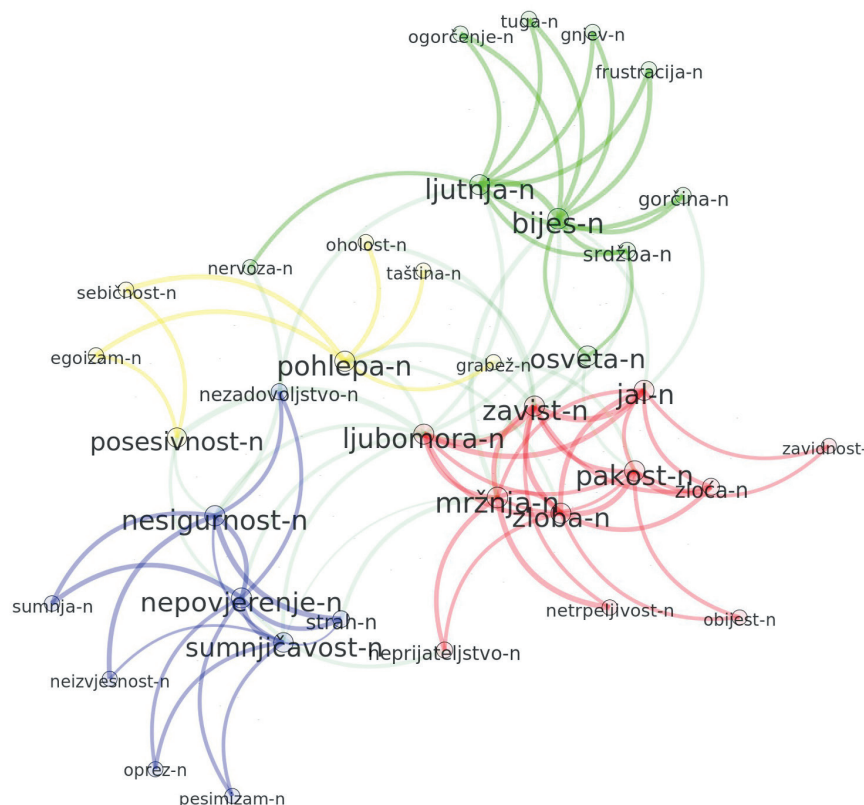 tuga-n
gnjev-n
ogorčenje-n
frustracija-n
ljutnja-n
gorčina-n
bijes-n
oholost-n
srdžba-n
nervoza-n
taština-n
sebičnost-n
egoizam-n
pohlepa-n
grabež-n
osveta-n
nezadovoljstvo-n
jal-n
zavist-n
posesivnost-n
ljubomora-n
zavidnost-
pakost-n
zloća-n
mržnja-n
nesigurnost-n
zloba-n
nepovjerenje-n
sumnja-n
strah-n
netrpeljivost-n
obijest-n
sumnjičavost-n
neprijateljstvo-n
neizvjesnost-n
oprez-n
pesimizam-n